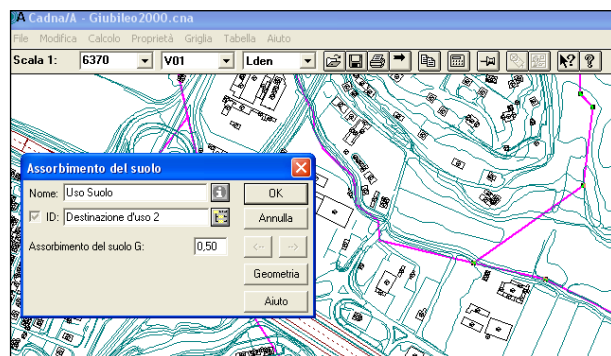 Cadna/A - Giubileo2000.cna
File Modifica Calcolo Proprietà Griglia Tabella Aiuto
Scala 1: 6370 V01 Lden
Assorbimento del suolo
Nome: Uso Suolo OK
ID: Destinazione d'uso 2 Annulla
Assorbimento del suolo G: 0,50 <-- -->
Geometria
Aiuto